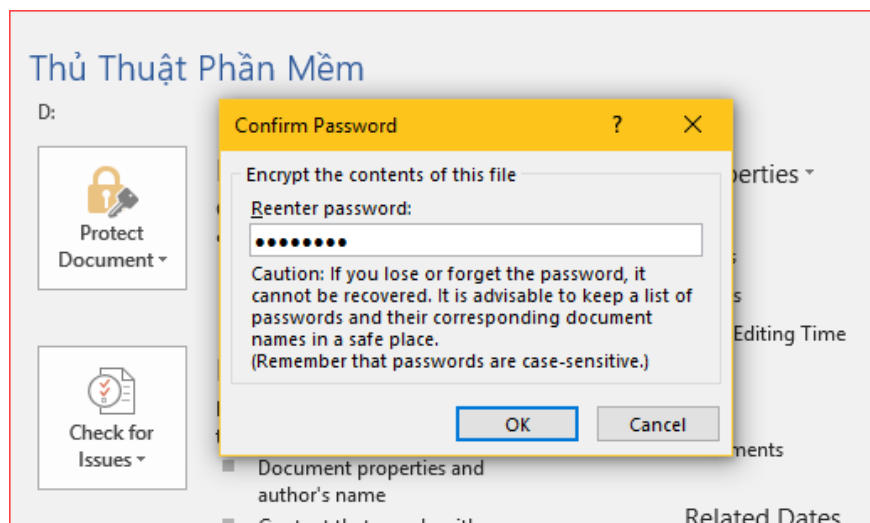 Thủ Thuật Phần Mềm
D:
Confirm Password
?
Encrypt the contents of this file
Reenter password:
Caution: If you lose or forget the password, it
cannot be recovered. It is advisable to keep a list of
passwords and their corresponding document
names in a safe place.
(Remember that passwords are case-sensitive.)
OK
Cancel
Protect
Document
Check for
Issues
Editing Time
Document properties and
author's name
Related Dates